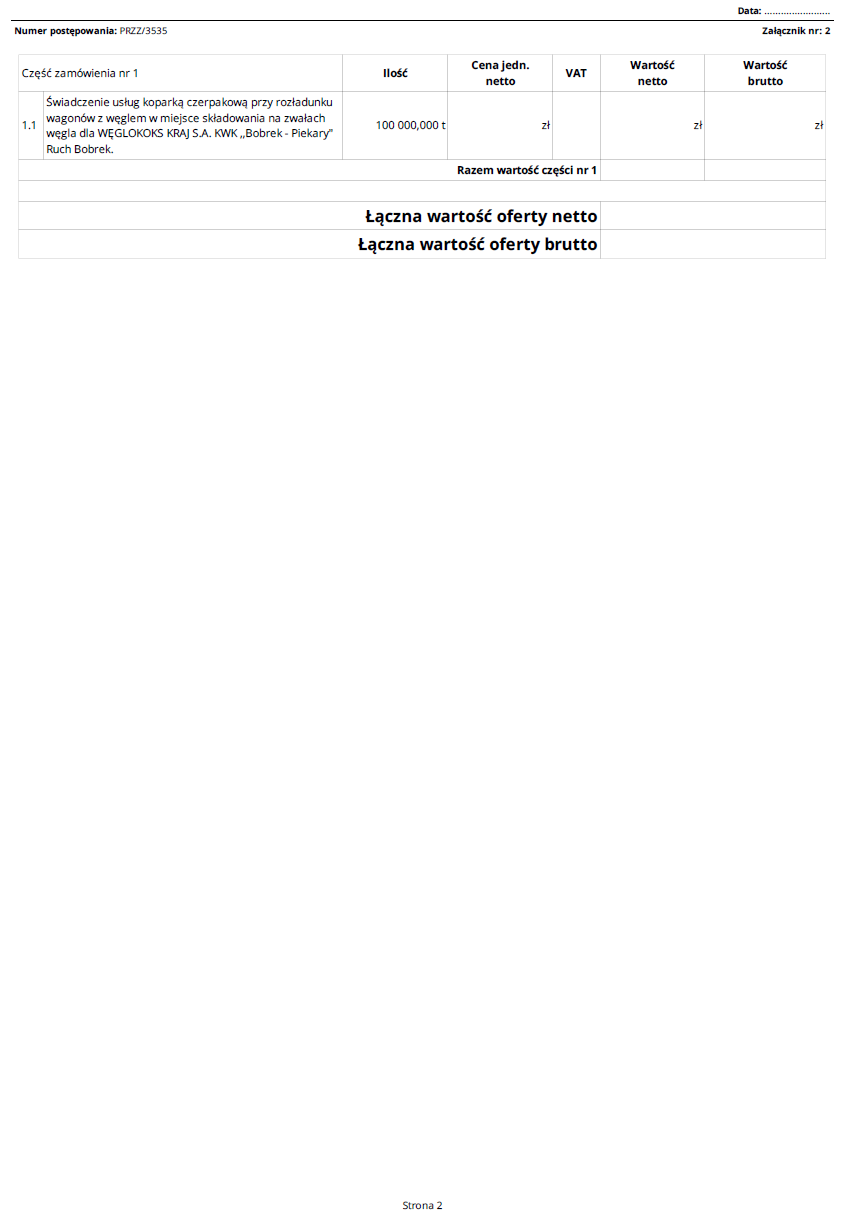 Data: ........................
Numer postępowania: PRZZ/3535
Załącznik nr: 2
Część zamówienia nr 1
Ilość
Cena jedn.
netto
VAT
Wartość
netto
Wartość
brutto
1.1
Świadczenie usług koparką czerpakową przy rozładunku
wagonów z węglem w miejsce składowania na zwałach
węgla dla WĘGLOKOKS KRAJ S.A. KWK ,,Bobrek - Piekary"
Ruch Bobrek.
100 000,000 t
zł
zł
zł
Razem wartość części nr 1
Łączna wartość oferty netto
Łączna wartość oferty brutto
Strona 2